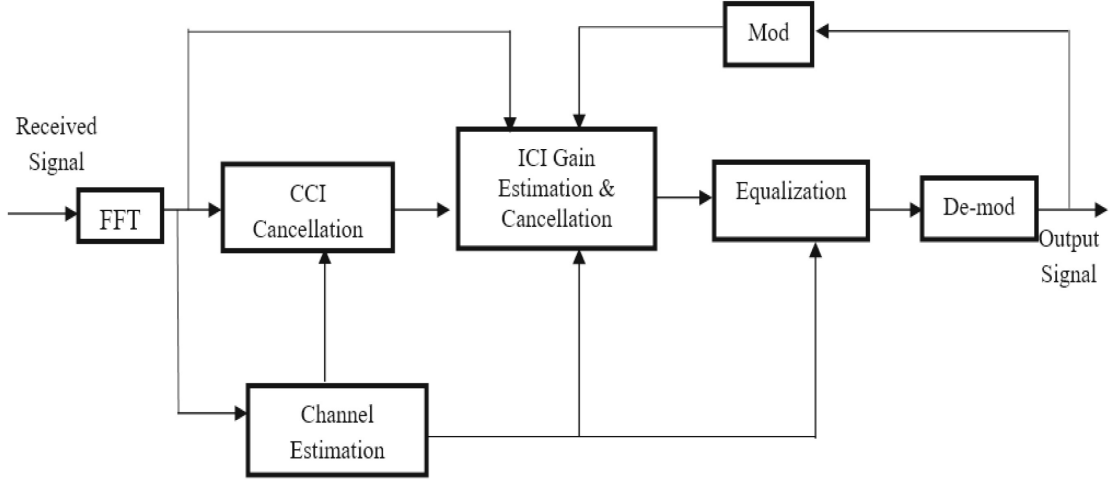 Mod
Received
Signal
ICI Gain
Estimation &
Cancellation
CCI
Cancellation
Equalization
FFT
De-mod
Output
Signal
Channel
Estimation